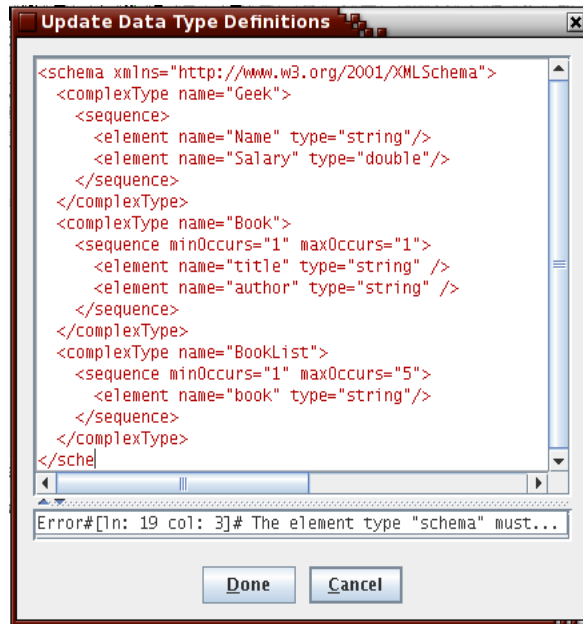 Update Data Type Definitions
<schema xmlns="http://www.w3.org/2001/XMLSchema">
  <complexType name="Geek">
    <sequence>
      <element name="Name" type="string"/>
      <element name="Salary" type="double"/>
    </sequence>
  </complexType>
  <complexType name="Book">
    <sequence minOccurs="1" maxOccurs="1">
      <element name="title" type="string" />
      <element name="author" type="string" />
    </sequence>
  </complexType>
  <complexType name="BookList">
    <sequence minOccurs="1" maxOccurs="5">
      <element name="book" type="string"/>
    </sequence>
  </complexType>
</sche
Error#[ln: 19 col: 3]# The element type "schema" must...
Done Cancel